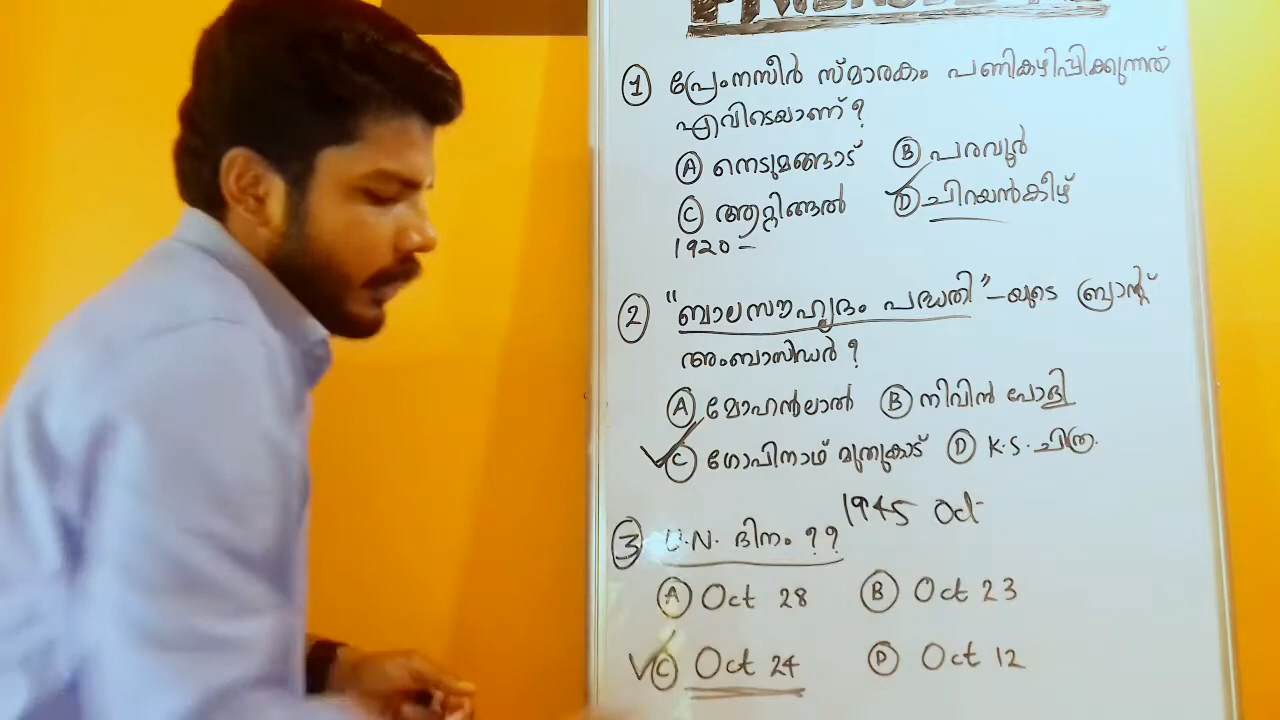 1 പ്രേംനസീർ സ്മാരകം പണികഴിപ്പിക്കുന്നത്
എവിടെയാണ്?
A നെടുമങ്ങാട് B പരവൂർ
C ആറ്റിങ്ങൽ D ചിറയൻകീഴ്
1920 –
2 "ബാലസൗഹൃദം പദ്ധതി"-യുടെ ബ്രാന്റ്
അംബാസിഡർ?
A മോഹൻലാൽ B നിവിൻ പോളി
C ഗോപിനാഥ് മുതുകാട് D K.S. ചിത്ര.
1945 Oct
3 U.N. ദിനം ??
A Oct 28 B Oct 23
C Oct 24 D Oct 12